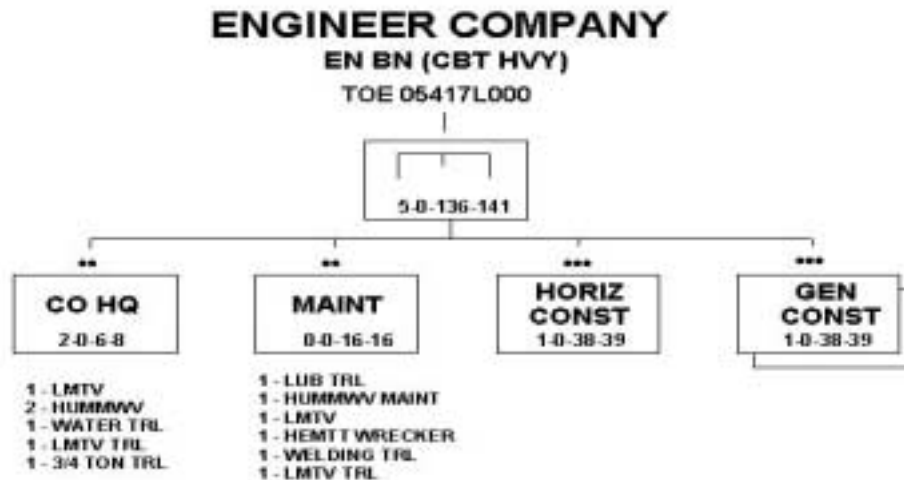 ENGINEER COMPANY
EN BN (CBT HVY)
TOE 05417L000
5-0-136-141
••
CO HQ
2-0-6-8
1 - LMTV
2 - HUMMWV
1 - WATER TRL
1 - LMTV TRL
1 - 3/4 TON TRL
••
MAINT
0-0-16-16
1 - LUB TRL
1 - HUMMWV MAINT
1 - LMTV
1 - HEMTT WRECKER
1 - WELDING TRL
1 - LMTV TRL
•••
HORIZ
CONST
1-0-38-39
•••
GEN
CONST
1-0-38-39